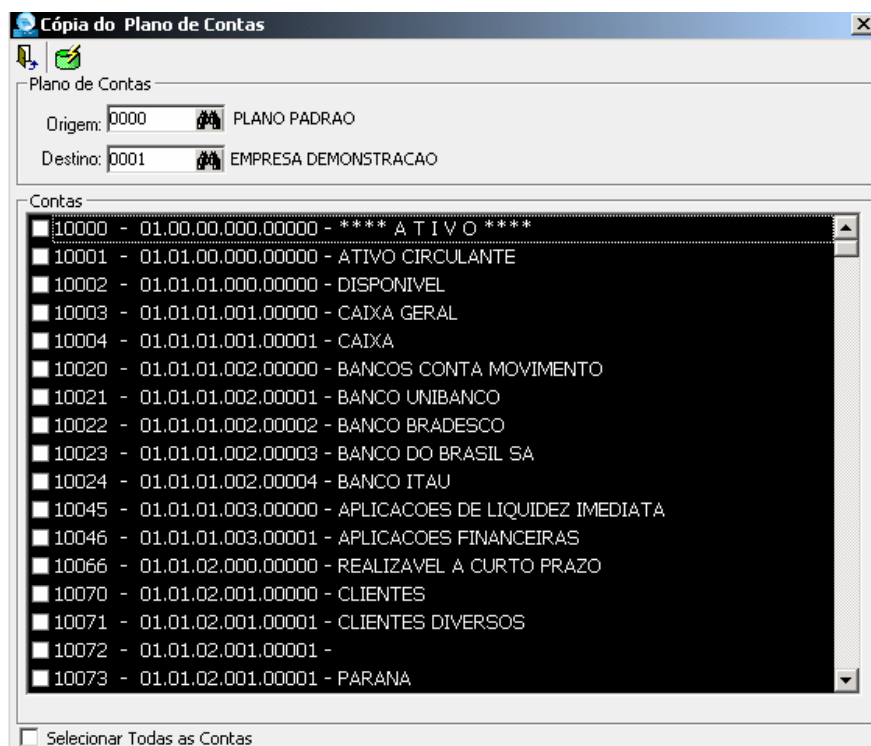 Cópia do Plano de Contas
Plano de Contas
Origem: 0000 PLANO PADRAO
Destino: 0001 EMPRESA DEMONSTRACAO
Contas
10000 - 01.00.00.000.00000 - **** A T I V O ****
10001 - 01.01.00.000.00000 - ATIVO CIRCULANTE
10002 - 01.01.01.000.00000 - DISPONIVEL
10003 - 01.01.01.001.00000 - CAIXA GERAL
10004 - 01.01.01.001.00001 - CAIXA
10020 - 01.01.01.002.00000 - BANCOS CONTA MOVIMENTO
10021 - 01.01.01.002.00001 - BANCO UNIBANCO
10022 - 01.01.01.002.00002 - BANCO BRADESCO
10023 - 01.01.01.002.00003 - BANCO DO BRASIL SA
10024 - 01.01.01.002.00004 - BANCO ITAU
10045 - 01.01.01.003.00000 - APLICACOES DE LIQUIDEZ IMEDIATA
10046 - 01.01.01.003.00001 - APLICACOES FINANCEIRAS
10066 - 01.01.02.000.00000 - REALIZAVEL A CURTO PRAZO
10070 - 01.01.02.001.00000 - CLIENTES
10071 - 01.01.02.001.00001 - CLIENTES DIVERSOS
10072 - 01.01.02.001.00001 -
10073 - 01.01.02.001.00001 - PARANA
Selecionar Todas as Contas